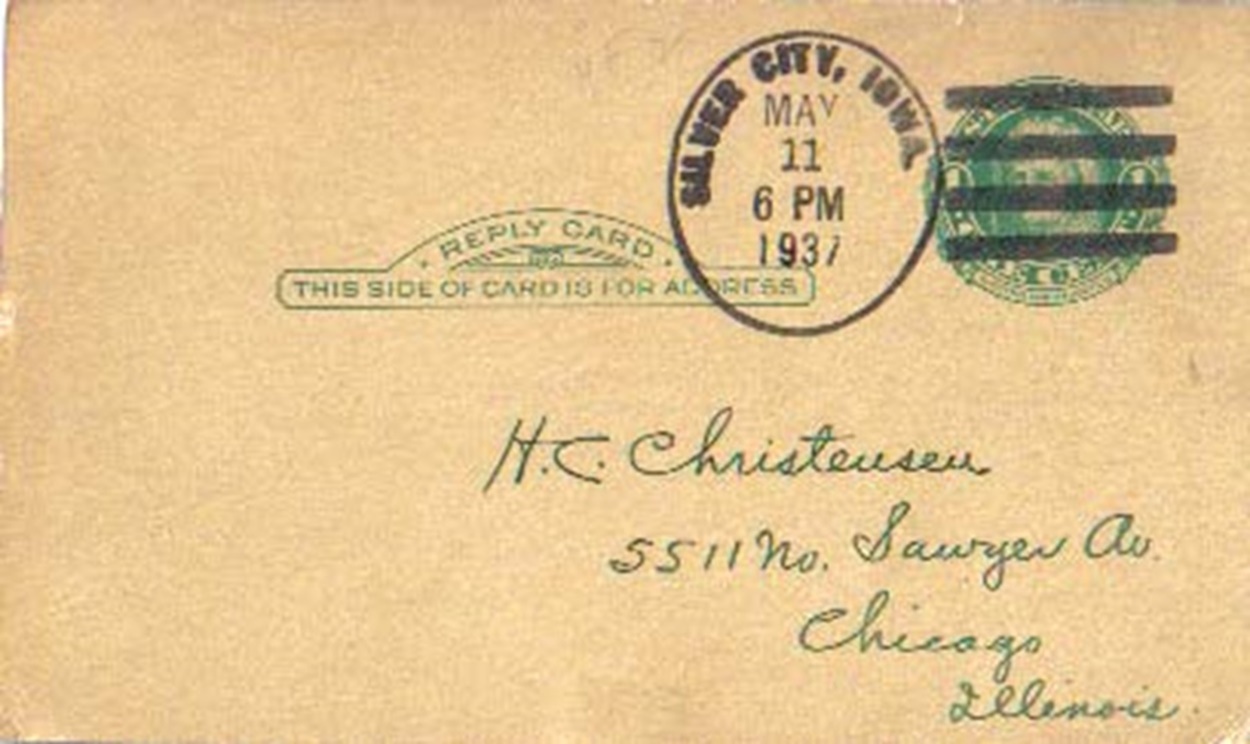 SILVER CITY, IOWA
MAY
11
6 PM
1937
REPLY CARD
THIS SIDE OF CARD IS FOR ADDRESS
H. C. Christensen
5511 No. Sawyer Av.
Chicago
Illinois.